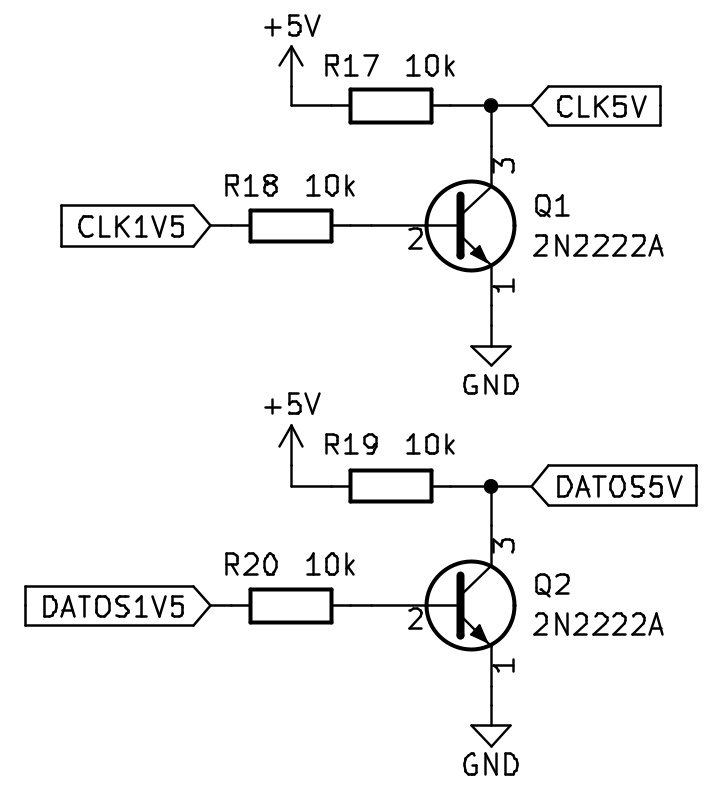 +5V
R17 10k
CLK5V
3
R18 10k
Q1
CLK1V5
2
2N2222A
1
GND
+5V
R19 10k
DATOS5V
3
R20 10k
Q2
DATOS1V5
2
2N2222A
1
GND